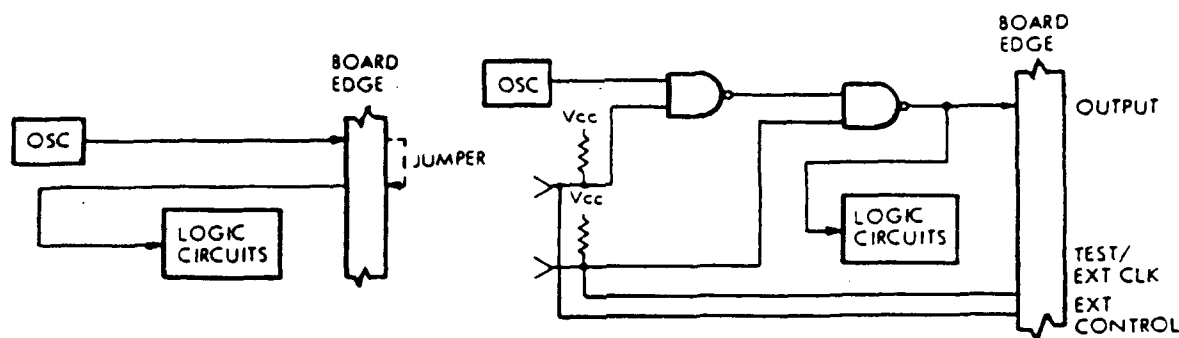 BOARD
EDGE
OSC
JUMPER
LOGIC
CIRCUITS
BOARD
EDGE
OSC
OUTPUT
Vcc
Vcc
LOGIC
CIRCUITS
TEST/
EXT CLK
EXT
CONTROL